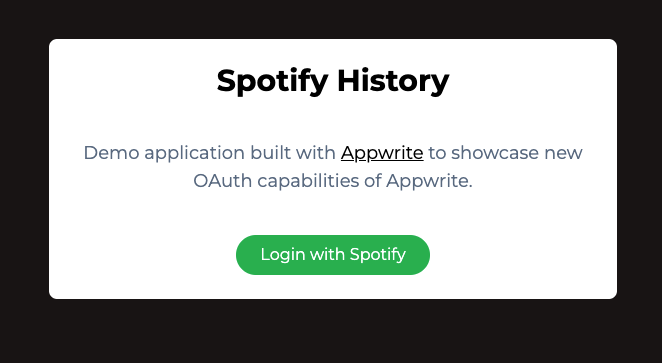 Spotify History
Demo application built with Appwrite to showcase new
OAuth capabilities of Appwrite.
Login with Spotify